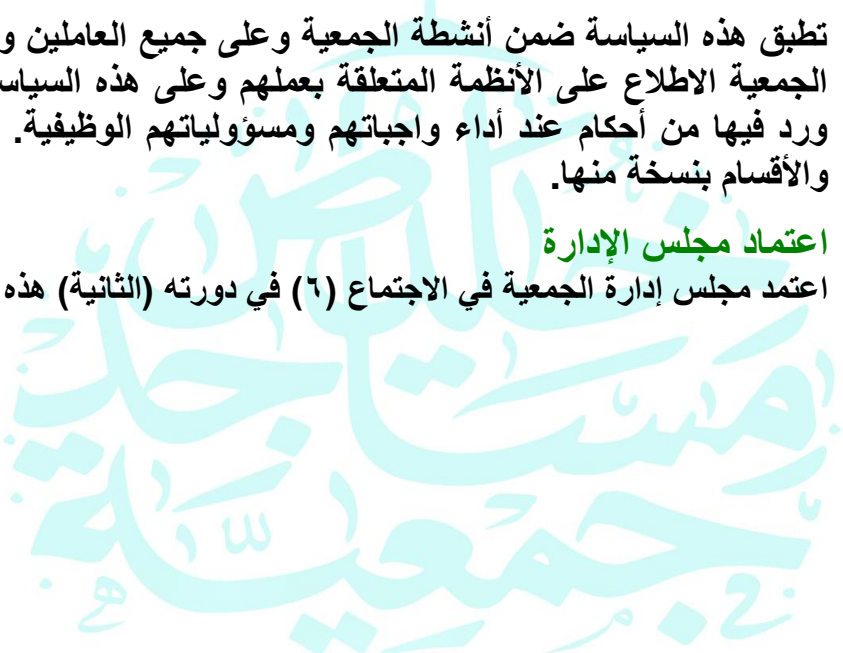 تطبق هذه السياسة ضمن أنشطة الجمعية وعلى جميع العاملين و
الجمعية الاطلاع على الأنظمة المتعلقة بعملهم وعلى هذه السياس
ورد فيها من أحكام عند أداء واجباتهم ومسؤولياتهم الوظيفية.
والأقسام بنسخة منها.
اعتماد مجلس الإدارة
اعتمد مجلس إدارة الجمعية في الاجتماع (٦) في دورته (الثانية) هذه
مساجد
جمعية